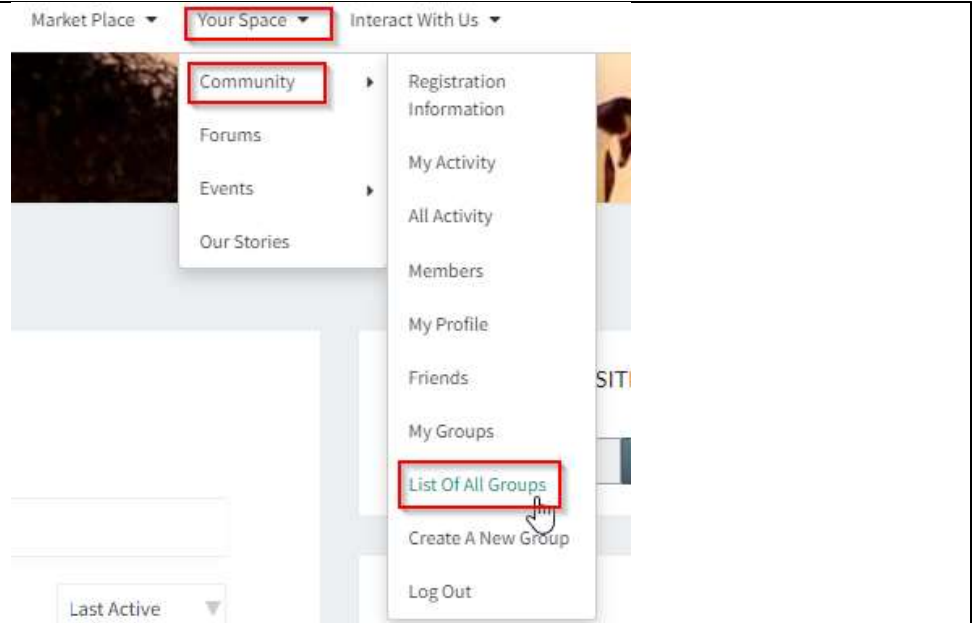 Market Place Your Space Interact With Us
Community
Forums
Events
Our Stories
Registration
Information
My Activity
All Activity
Members
My Profile
Friends
My Groups
List Of All Groups
Create A New Group
Log Out
Last Active